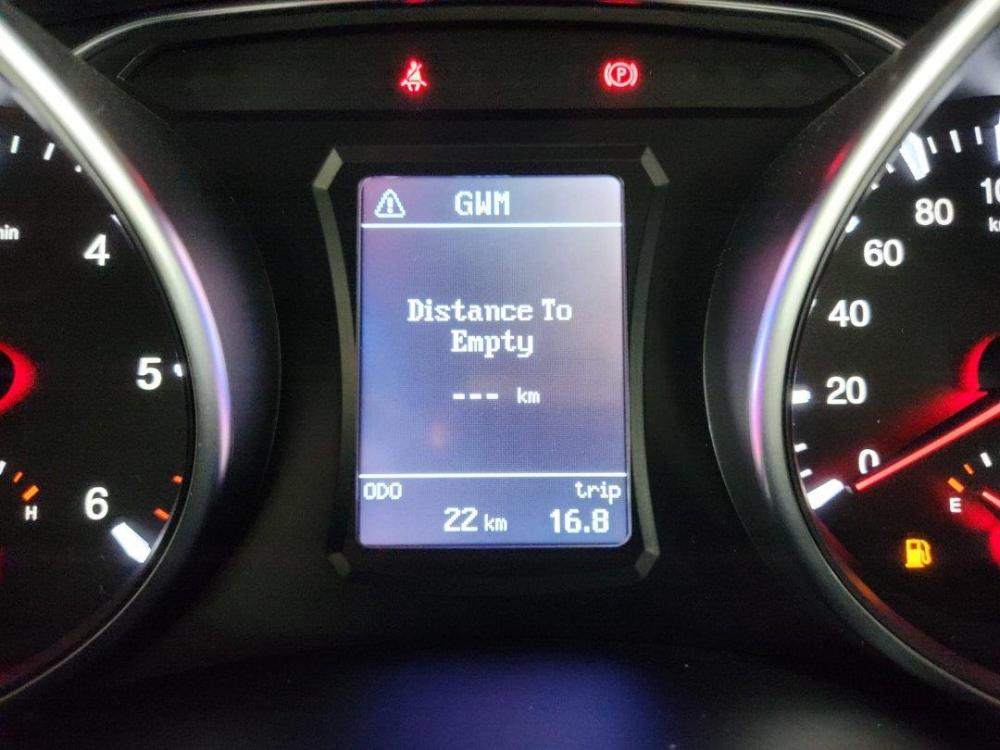 P
GWM
Distance To
Empty
--- km
ODO trip
22 km 16.8
4
5
6
H
80
60
40
20
0
E